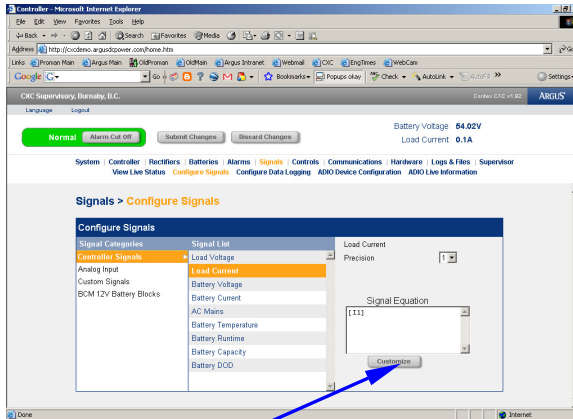 Controller - Microsoft Internet Explorer
File Edit View Favorites Tools Help
Back Search Favorites Media
Address http://cxcdemo.argusdcpower.com/home.htm Go
Links Proman Main Argus Main OldProman OldMain Argus Intranet Webmail CXC EngTimes WebCam
Google G Go Bookmarks Popups okay Check AutoLink AutoFill Settings
CXC Supervisory, Burnaby, B.C. Cordex CXC v1.92 ARGUS
Language Logout
Normal Alarm Cut Off Submit Changes Discard Changes
Battery Voltage 54.02V
Load Current 0.1A
System | Controller | Rectifiers | Batteries | Alarms | Signals | Controls | Communications | Hardware | Logs & Files | Supervisor
View Live Status Configure Signals Configure Data Logging ADIO Device Configuration ADIO Live Information
Signals > Configure Signals
Configure Signals
Signal Categories Signal List Load Current
Controller Signals Load Voltage Precision 1
Analog Input Load Current
Custom Signals Battery Voltage
BCM 12V Battery Blocks Battery Current Signal Equation
AC Mains [I1]
Battery Temperature
Battery Runtime
Battery Capacity Customize
Battery DOD
Done Internet